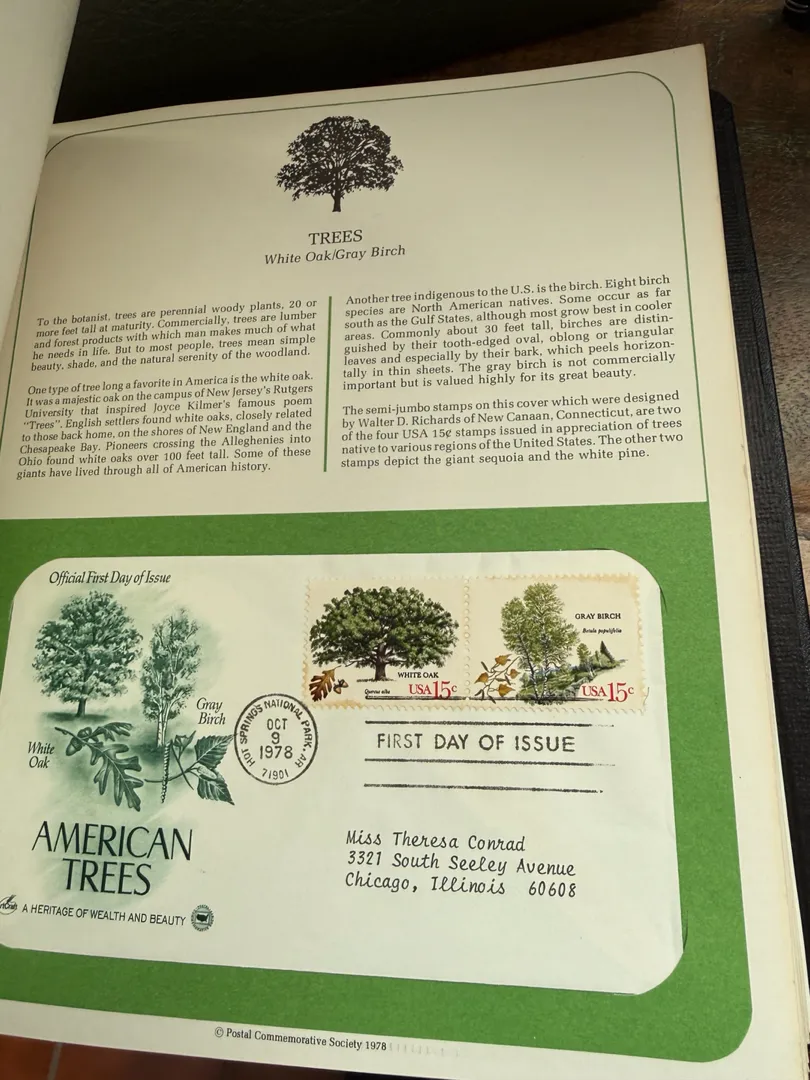 TREES
White Oak/Gray Birch
To the botanist, trees are perennial woody plants, 20 or
more feet tall at maturity. Commercially, trees are lumber
and forest products with which man makes much of what
he needs in life. But to most people, trees mean simple
beauty, shade, and the natural serenity of the woodland.
One type of tree long a favorite in America is the white oak.
It was a majestic oak on the campus of New Jersey's Rutgers
University that inspired Joyce Kilmer's famous poem
"Trees". English settlers found white oaks, closely related
to those back home, on the shores of New England and the
Chesapeake Bay. Pioneers crossing the Alleghenies into
Ohio found white oaks over 100 feet tall. Some of these
giants have lived through all of American history.
Another tree indigenous to the U.S. is the birch. Eight birch
species are North American natives. Some occur as far
south as the Gulf States, although most grow best in cooler
areas. Commonly about 30 feet tall, birches are distin-
guished by their tooth-edged oval, oblong or triangular
leaves and especially by their bark, which peels horizon-
tally in thin sheets. The gray birch is not commercially
important but is valued highly for its great beauty.
The semi-jumbo stamps on this cover which were designed
by Walter D. Richards of New Canaan, Connecticut, are two
of the four USA 15¢ stamps issued in appreciation of trees
native to various regions of the United States. The other two
stamps depict the giant sequoia and the white pine.
Official First Day of Issue
Gray
Birch
White
Oak
AMERICAN
TREES
A HERITAGE OF WEALTH AND BEAUTY
HOT SPRINGS NATIONAL PARK, AR
OCT
9
1978
71901
WHITE OAK
Quercus alba
USA 15c
GRAY BIRCH
Betula populifolia
USA 15c
FIRST DAY OF ISSUE
Miss Theresa Conrad
3321 South Seeley Avenue
Chicago, Illinois 60608
© Postal Commemorative Society 1978